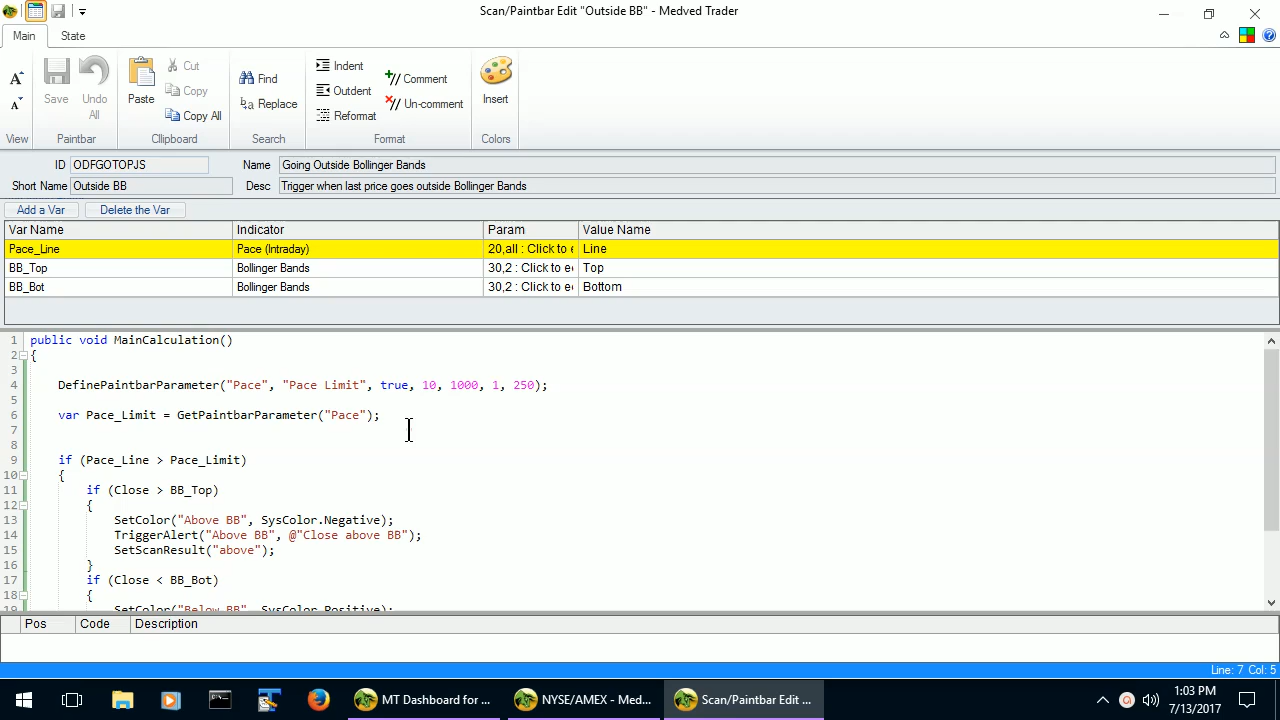 Scan/Paintbar Edit "Outside BB" - Medved Trader
Main State
A
A
View
Save
Undo
All
Paintbar
Paste
Cut
Copy
Copy All
Clipboard
Find
Replace
Search
Indent
Outdent
Reformat
Comment
Un-comment
Format
Insert
Colors
ID ODFGOTOPJS Name Going Outside Bollinger Bands
Short Name Outside BB Desc Trigger when last price goes outside Bollinger Bands
Add a Var Delete the Var
Var Name Indicator Param Value Name
Pace_Line Pace (Intraday) 20,all : Click to e Line
BB_Top Bollinger Bands 30,2 : Click to e Top
BB_Bot Bollinger Bands 30,2 : Click to e Bottom
1 public void MainCalculation()
2 {
3
4 DefinePaintbarParameter("Pace", "Pace Limit", true, 10, 1000, 1, 250);
5
6 var Pace_Limit = GetPaintbarParameter("Pace");
7
8
9 if (Pace_Line > Pace_Limit)
10 {
11 if (Close > BB_Top)
12 {
13 SetColor("Above BB", SysColor.Negative);
14 TriggerAlert("Above BB", @"Close above BB");
15 SetScanResult("above");
16 }
17 if (Close < BB_Bot)
18 {
19 SetColor("Below BB", SysColor.Positive);
Pos Code Description
Line: 7 Col: 5
MT Dashboard for ... NYSE/AMEX - Med... Scan/Paintbar Edit ...
1:03 PM
7/13/2017